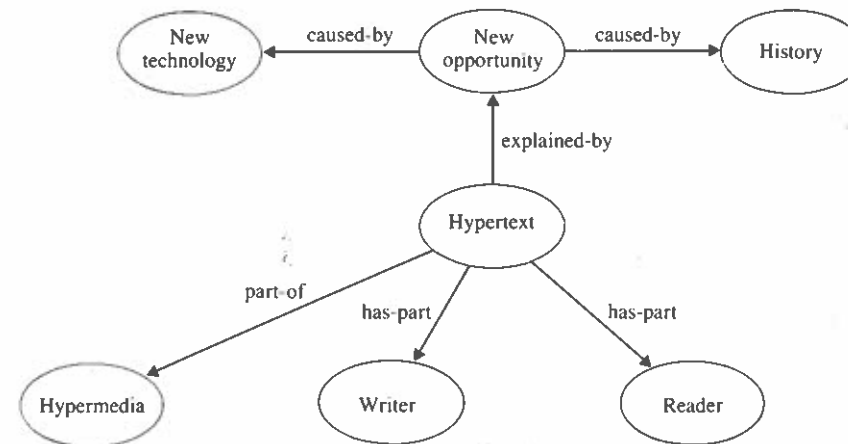 New
technology
caused-by
New
opportunity
caused-by
History
explained-by
Hypertext
part-of
has-part
has-part
Hypermedia
Writer
Reader